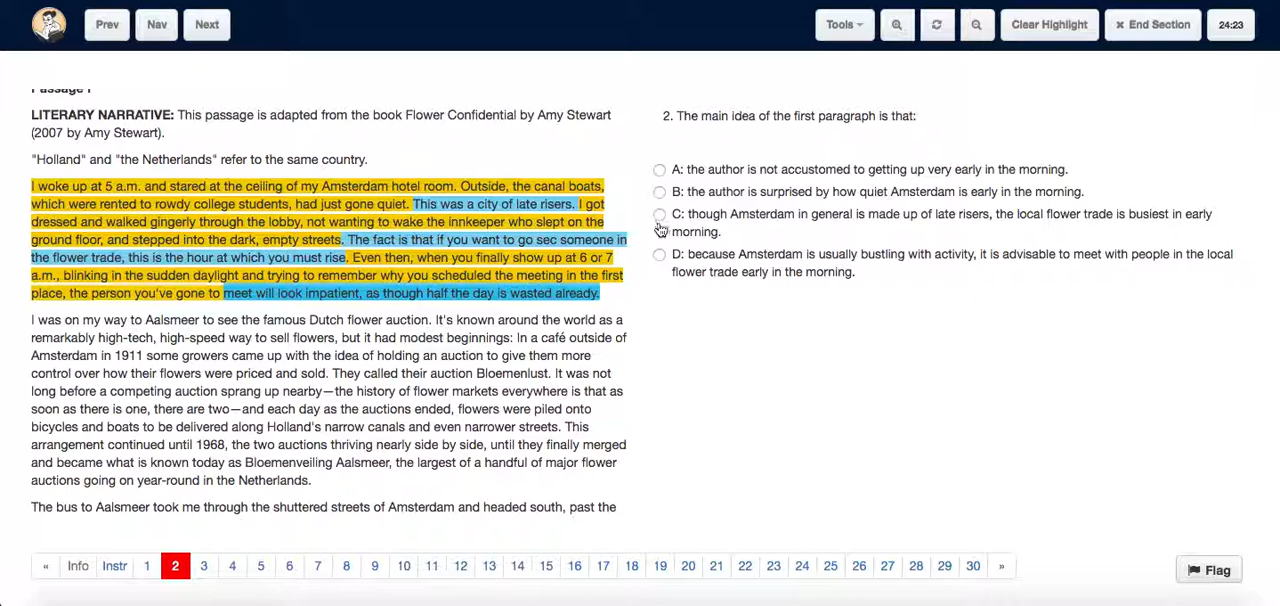 Prev Nav Next Tools Clear Highlight × End Section 24:23
Passage I
LITERARY NARRATIVE: This passage is adapted from the book Flower Confidential by Amy Stewart
(2007 by Amy Stewart).
"Holland" and "the Netherlands" refer to the same country.
I woke up at 5 a.m. and stared at the ceiling of my Amsterdam hotel room. Outside, the canal boats,
which were rented to rowdy college students, had just gone quiet. This was a city of late risers. I got
dressed and walked gingerly through the lobby, not wanting to wake the innkeeper who slept on the
ground floor, and stepped into the dark, empty streets. The fact is that if you want to go sec someone in
the flower trade, this is the hour at which you must rise. Even then, when you finally show up at 6 or 7
a.m., blinking in the sudden daylight and trying to remember why you scheduled the meeting in the first
place, the person you've gone to meet will look impatient, as though half the day is wasted already.
I was on my way to Aalsmeer to see the famous Dutch flower auction. It's known around the world as a
remarkably high-tech, high-speed way to sell flowers, but it had modest beginnings: In a café outside of
Amsterdam in 1911 some growers came up with the idea of holding an auction to give them more
control over how their flowers were priced and sold. They called their auction Bloemenlust. It was not
long before a competing auction sprang up nearby—the history of flower markets everywhere is that as
soon as there is one, there are two—and each day as the auctions ended, flowers were piled onto
bicycles and boats to be delivered along Holland's narrow canals and even narrower streets. This
arrangement continued until 1968, the two auctions thriving nearly side by side, until they finally merged
and became what is known today as Bloemenveiling Aalsmeer, the largest of a handful of major flower
auctions going on year-round in the Netherlands.
The bus to Aalsmeer took me through the shuttered streets of Amsterdam and headed south, past the
2. The main idea of the first paragraph is that:
A: the author is not accustomed to getting up very early in the morning.
B: the author is surprised by how quiet Amsterdam is early in the morning.
C: though Amsterdam in general is made up of late risers, the local flower trade is busiest in early
morning.
D: because Amsterdam is usually bustling with activity, it is advisable to meet with people in the local
flower trade early in the morning.
« Info Instr 1 2 3 4 5 6 7 8 9 10 11 12 13 14 15 16 17 18 19 20 21 22 23 24 25 26 27 28 29 30 »
Flag